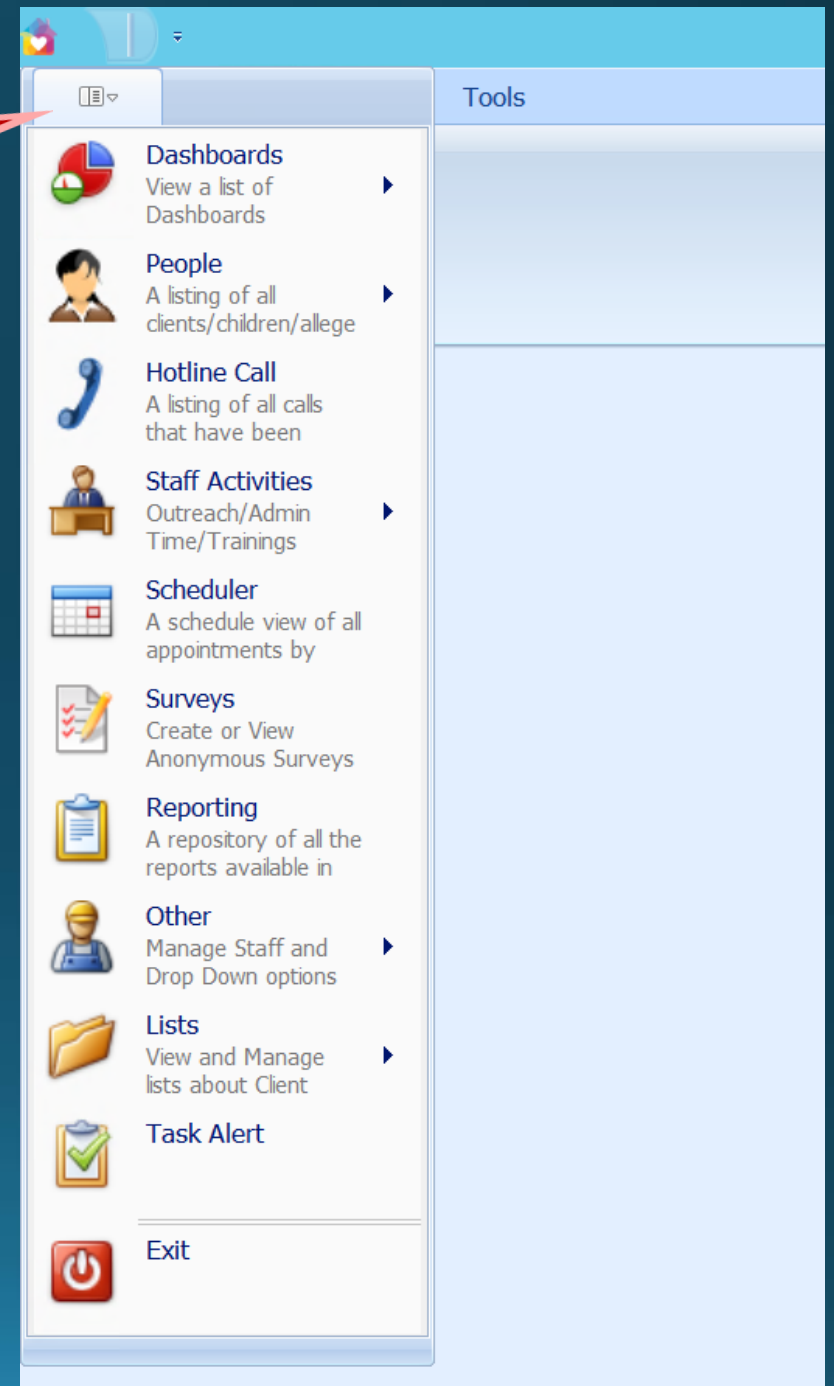 Tools
Dashboards
View a list of
Dashboards
People
A listing of all
clients/children/allege
Hotline Call
A listing of all calls
that have been
Staff Activities
Outreach/Admin
Time/Trainings
Scheduler
A schedule view of all
appointments by
Surveys
Create or View
Anonymous Surveys
Reporting
A repository of all the
reports available in
Other
Manage Staff and
Drop Down options
Lists
View and Manage
lists about Client
Task Alert
Exit